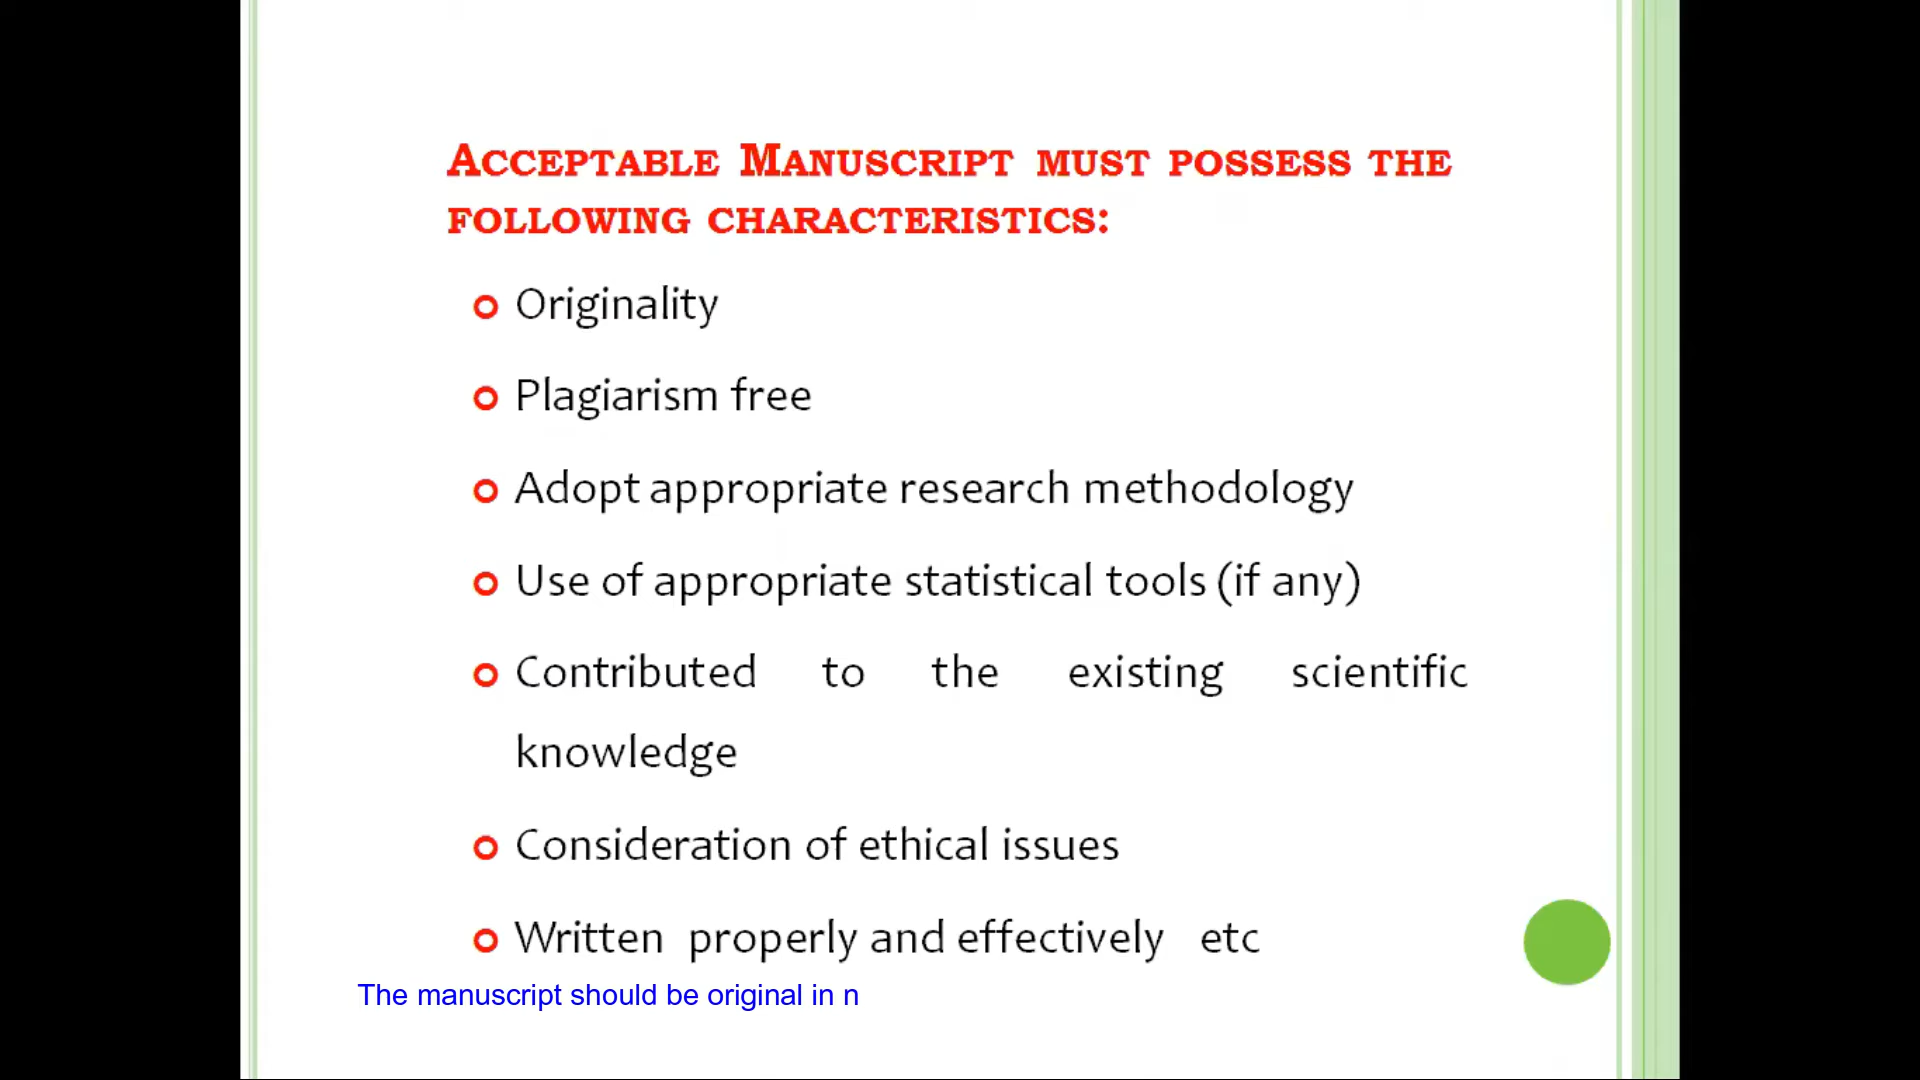 Acceptable Manuscript must possess the
following characteristics:
Originality
Plagiarism free
Adopt appropriate research methodology
Use of appropriate statistical tools (if any)
Contributed to the existing scientific
knowledge
Consideration of ethical issues
Written properly and effectively etc
The manuscript should be original in n